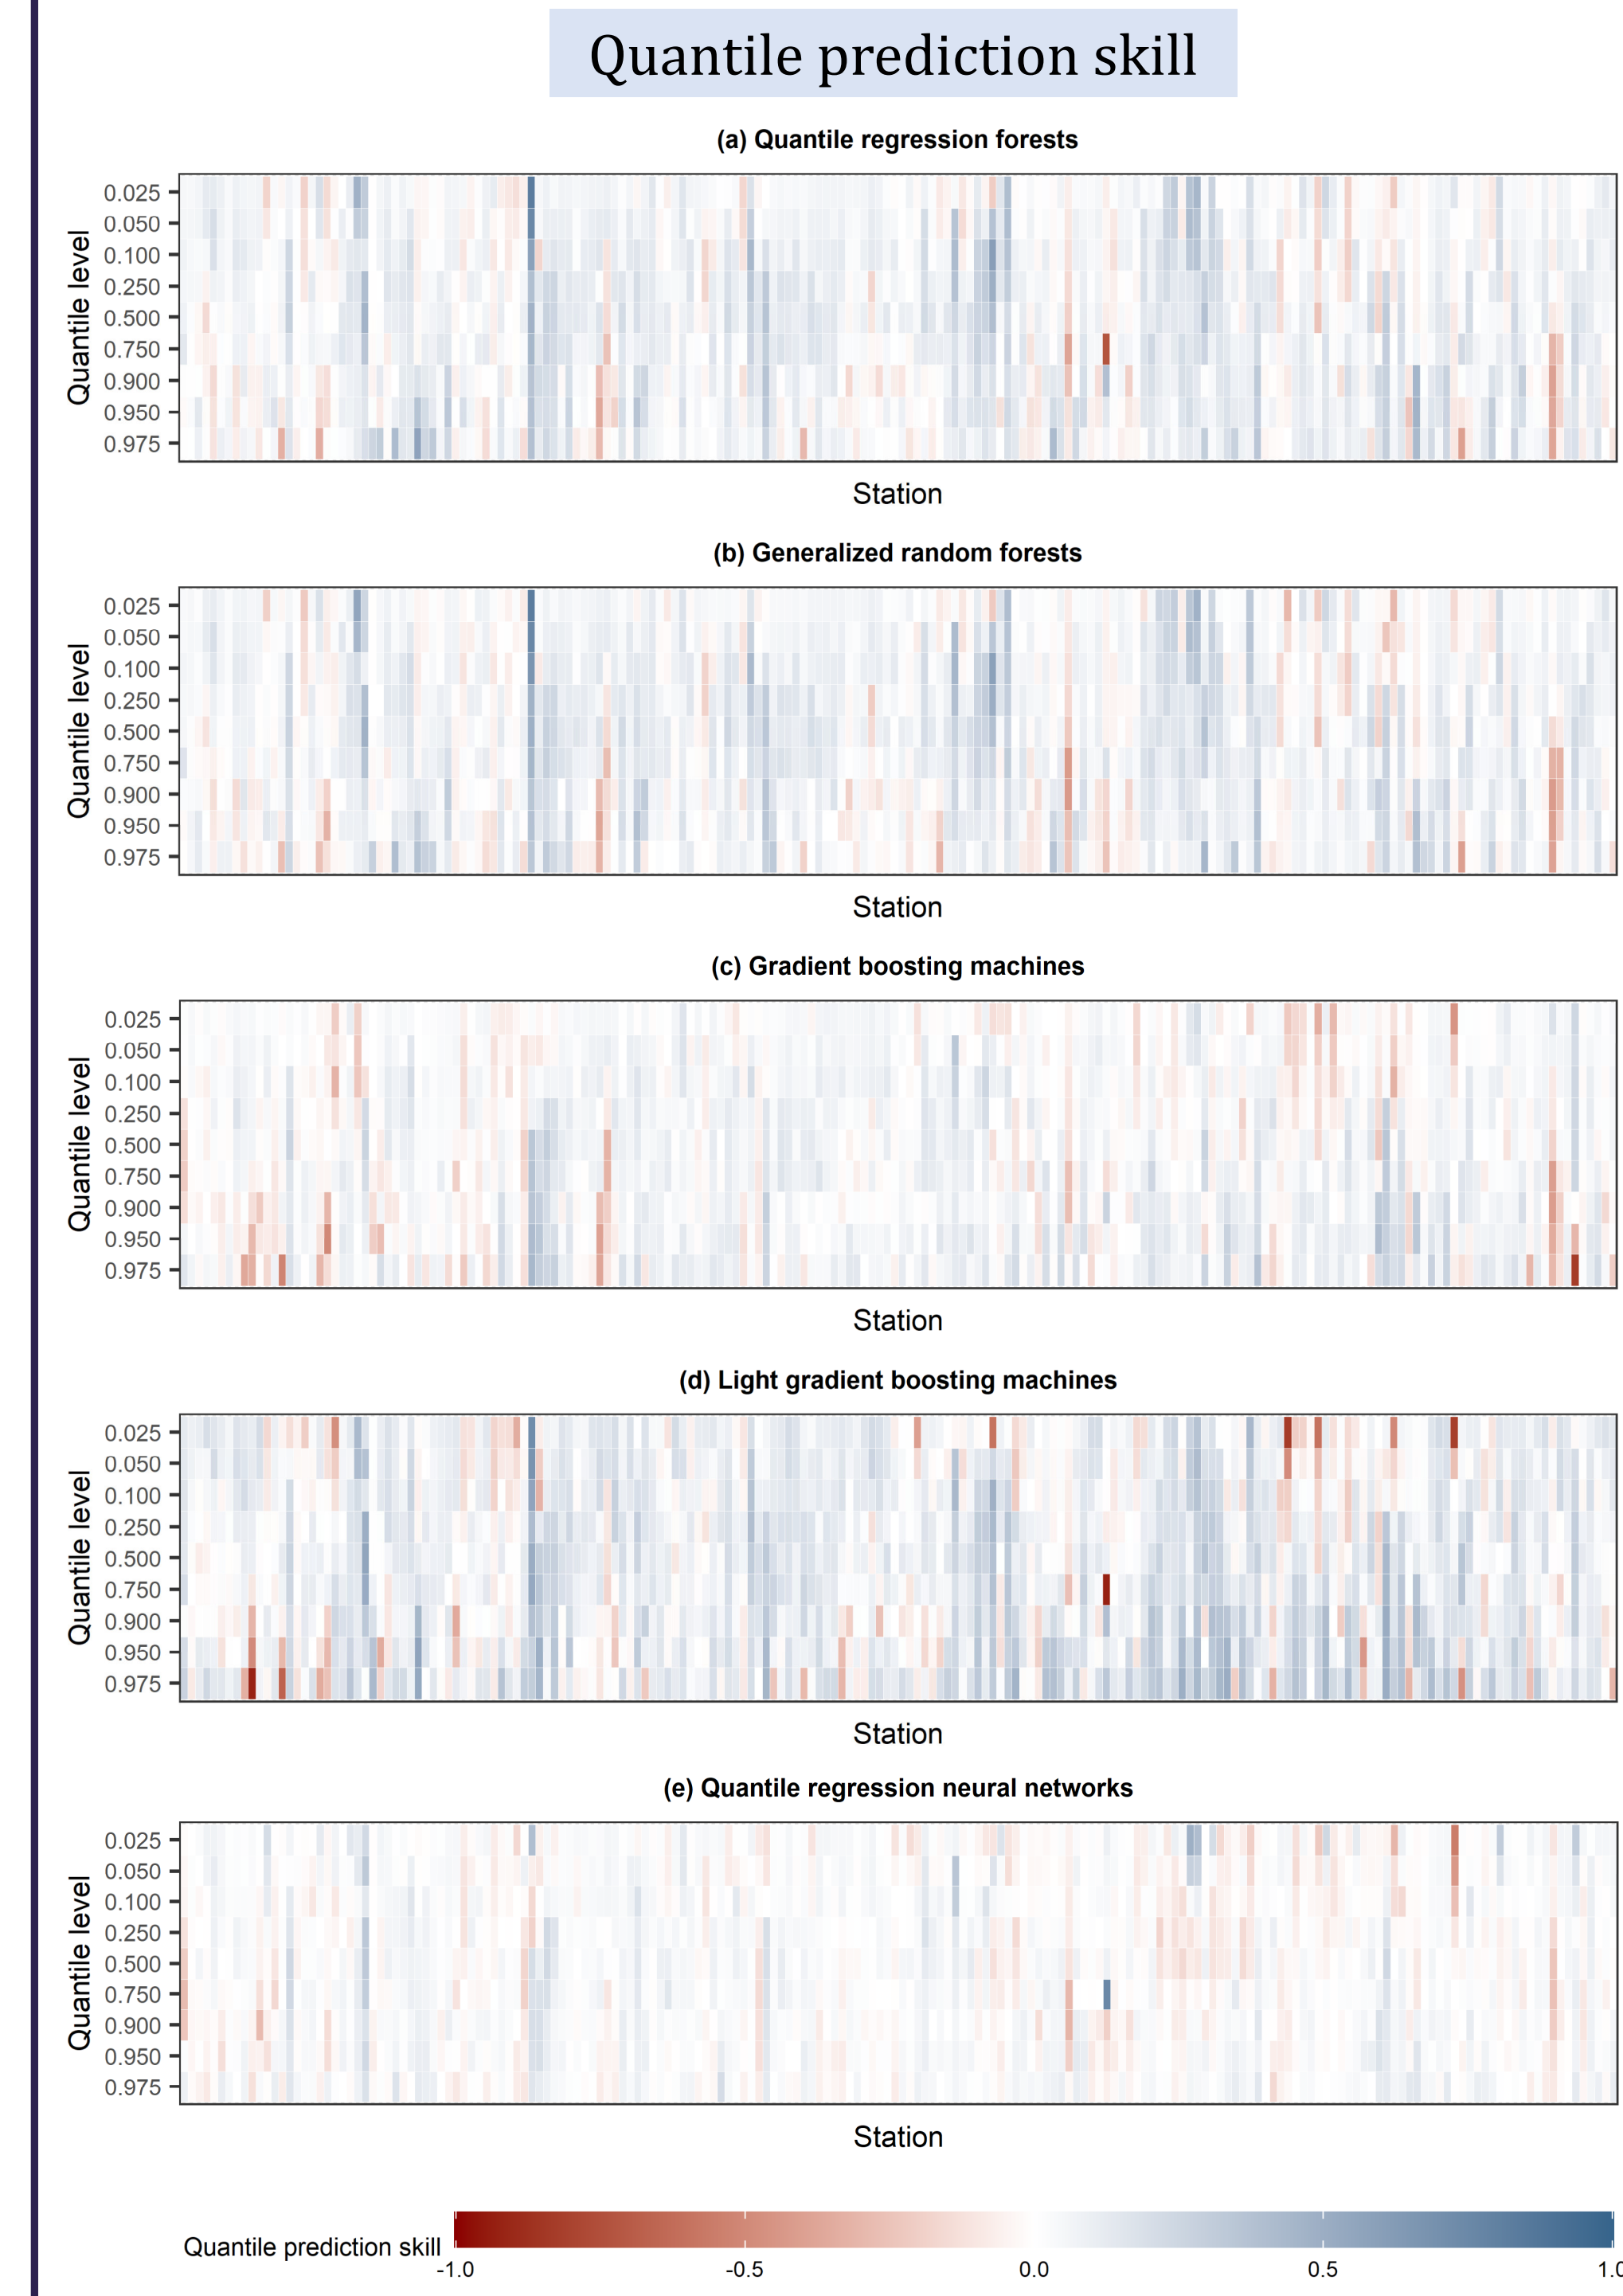 Quantile prediction skill
(a) Quantile regression forests
Quantile level
0.025
0.050
0.100
0.250
0.500
0.750
0.900
0.950
0.975
Station
(b) Generalized random forests
Quantile level
0.025
0.050
0.100
0.250
0.500
0.750
0.900
0.950
0.975
Station
(c) Gradient boosting machines
Quantile level
0.025
0.050
0.100
0.250
0.500
0.750
0.900
0.950
0.975
Station
(d) Light gradient boosting machines
Quantile level
0.025
0.050
0.100
0.250
0.500
0.750
0.900
0.950
0.975
Station
(e) Quantile regression neural networks
Quantile level
0.025
0.050
0.100
0.250
0.500
0.750
0.900
0.950
0.975
Station
Quantile prediction skill
-1.0 -0.5 0.0 0.5